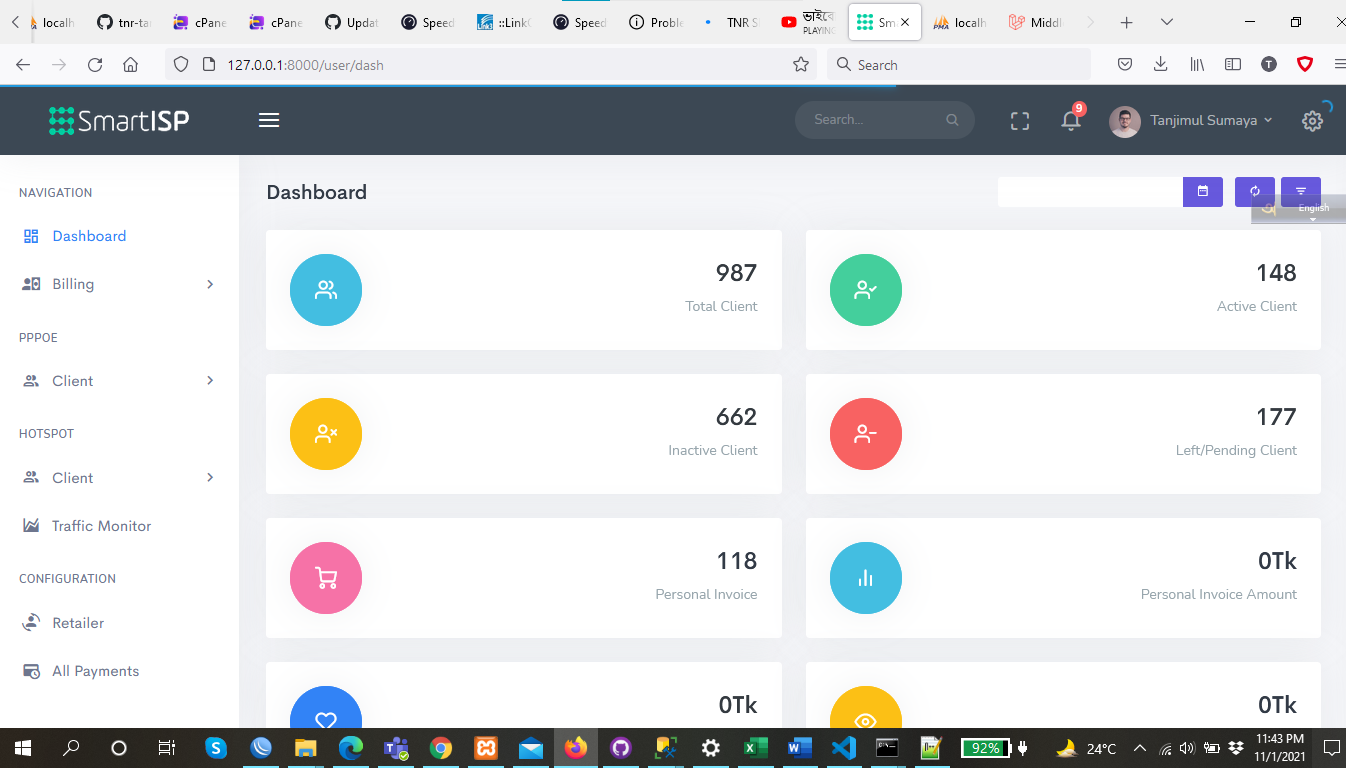 localh
tnr-tar
cPane
cPane
Updat
Speed
::Link(
Speed
Proble
TNR S
PLAYING
Sm
localh
Middl
127.0.0.1:8000/user/dash
Search
SmartISP
Search...
9
Tanjimul Sumaya
NAVIGATION
Dashboard
Billing
PPPOE
Client
HOTSPOT
Client
Traffic Monitor
CONFIGURATION
Retailer
All Payments
Dashboard
অ
English
987
Total Client
148
Active Client
662
Inactive Client
177
Left/Pending Client
118
Personal Invoice
0Tk
Personal Invoice Amount
0Tk
0Tk
92%
24°C
11:43 PM
11/1/2021